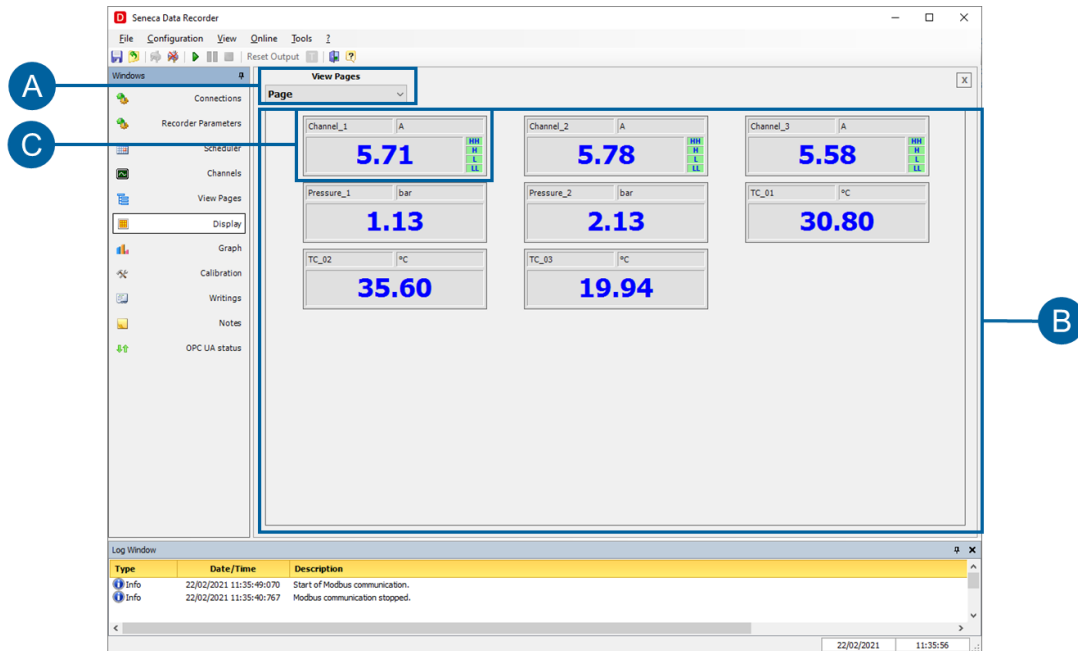 Seneca Data Recorder
File Configuration View Online Tools ?
Reset Output
Windows
Connections
Recorder Parameters
Scheduler
Channels
View Pages
Display
Graph
Calibration
Writings
Notes
OPC UA status
A
C
B
View Pages
Page
X
Channel_1 A
5.71
HH
H
L
LL
Channel_2 A
5.78
HH
H
L
LL
Channel_3 A
5.58
HH
H
L
LL
Pressure_1 bar
1.13
Pressure_2 bar
2.13
TC_01 °C
30.80
TC_02 °C
35.60
TC_03 °C
19.94
Log Window
Type Date/Time Description
Info 22/02/2021 11:35:49:070 Start of Modbus communication.
Info 22/02/2021 11:35:40:767 Modbus communication stopped.
22/02/2021 11:35:56